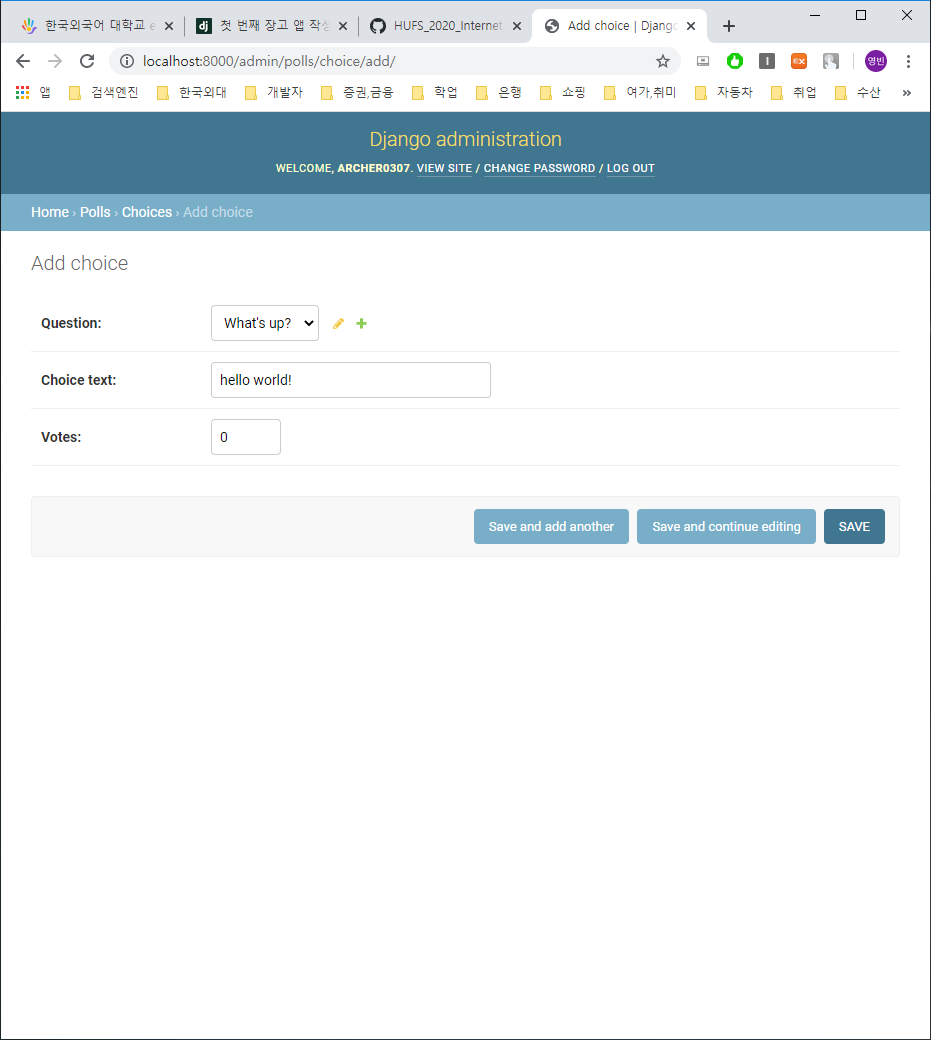 한국외국어 대학교 e
첫 번째 장고 앱 작성
HUFS_2020_Internet
Add choice | Django
localhost:8000/admin/polls/choice/add/
영빈
앱 검색엔진 한국외대 개발자 증권,금융 학업 은행 쇼핑 여가,취미 자동차 취업 수산 »
Django administration
WELCOME, ARCHER0307. VIEW SITE / CHANGE PASSWORD / LOG OUT
Home › Polls › Choices › Add choice
Add choice
Question: What's up?
Choice text: hello world!
Votes: 0
Save and add another Save and continue editing SAVE